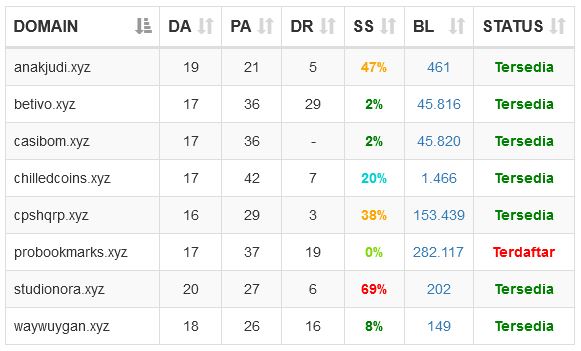 DOMAIN DA PA DR SS BL STATUS
anakjudi.xyz 19 21 5 47% 461 Tersedia
betivo.xyz 17 36 29 2% 45.816 Tersedia
casibom.xyz 17 36 - 2% 45.820 Tersedia
chilledcoins.xyz 17 42 7 20% 1.466 Tersedia
cpshqrp.xyz 16 29 3 38% 153.439 Tersedia
probookmarks.xyz 17 37 19 0% 282.117 Terdaftar
studionora.xyz 20 27 6 69% 202 Tersedia
waywuygan.xyz 18 26 16 8% 149 Tersedia